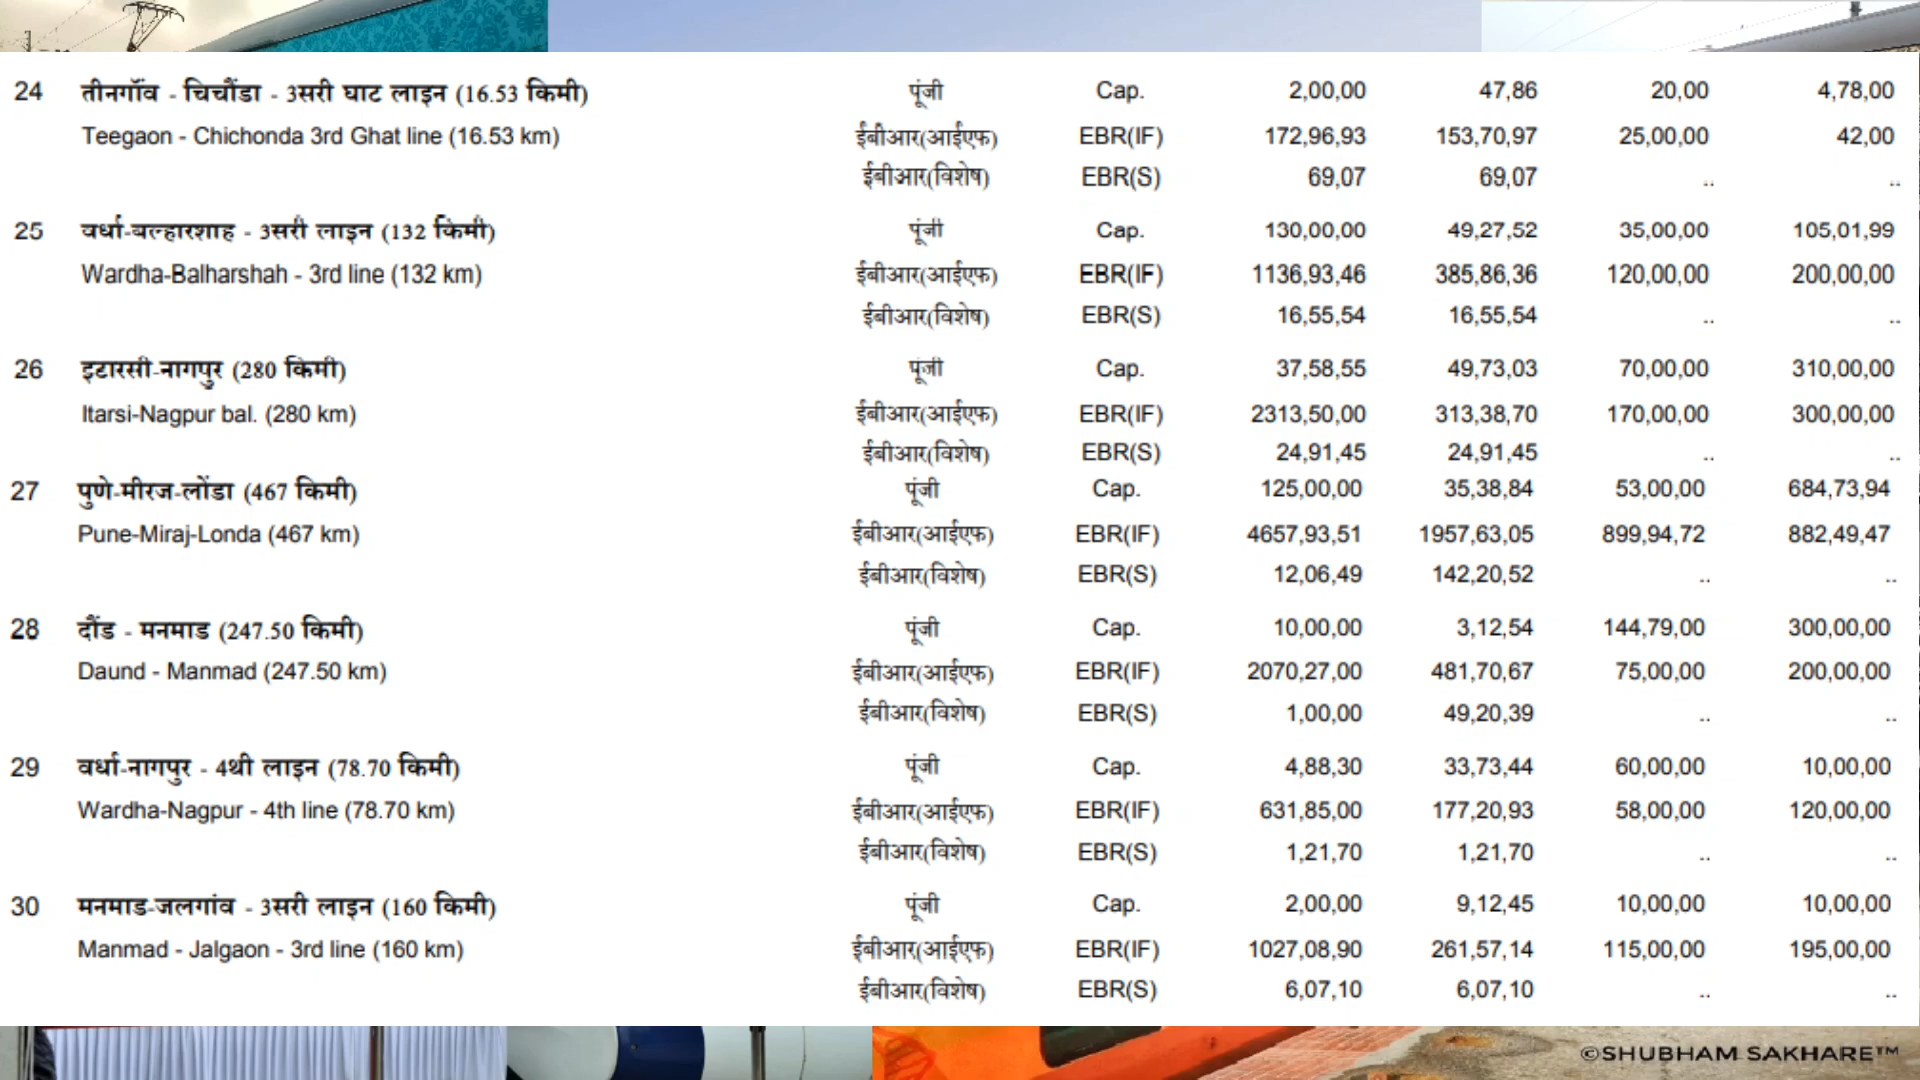 24 तीनगॉंव - चिचौंडा - 3सरी घाट लाइन (16.53 किमी) पूंजी Cap. 2,00,00 47,86 20,00 4,78,00
Teegaon - Chichonda 3rd Ghat line (16.53 km) ईबीआर(आईएफ) EBR(IF) 172,96,93 153,70,97 25,00,00 42,00
ईबीआर(विशेष) EBR(S) 69,07 69,07 .. ..
25 वर्धा-बल्हारशाह - 3सरी लाइन (132 किमी) पूंजी Cap. 130,00,00 49,27,52 35,00,00 105,01,99
Wardha-Balharshah - 3rd line (132 km) ईबीआर(आईएफ) EBR(IF) 1136,93,46 385,86,36 120,00,00 200,00,00
ईबीआर(विशेष) EBR(S) 16,55,54 16,55,54 .. ..
26 इटारसी-नागपुर (280 किमी) पूंजी Cap. 37,58,55 49,73,03 70,00,00 310,00,00
Itarsi-Nagpur bal. (280 km) ईबीआर(आईएफ) EBR(IF) 2313,50,00 313,38,70 170,00,00 300,00,00
ईबीआर(विशेष) EBR(S) 24,91,45 24,91,45 .. ..
27 पुणे-मीरज-लोंडा (467 किमी) पूंजी Cap. 125,00,00 35,38,84 53,00,00 684,73,94
Pune-Miraj-Londa (467 km) ईबीआर(आईएफ) EBR(IF) 4657,93,51 1957,63,05 899,94,72 882,49,47
ईबीआर(विशेष) EBR(S) 12,06,49 142,20,52 .. ..
28 दौंड - मनमाड (247.50 किमी) पूंजी Cap. 10,00,00 3,12,54 144,79,00 300,00,00
Daund - Manmad (247.50 km) ईबीआर(आईएफ) EBR(IF) 2070,27,00 481,70,67 75,00,00 200,00,00
ईबीआर(विशेष) EBR(S) 1,00,00 49,20,39 .. ..
29 वर्धा-नागपुर - 4थी लाइन (78.70 किमी) पूंजी Cap. 4,88,30 33,73,44 60,00,00 10,00,00
Wardha-Nagpur - 4th line (78.70 km) ईबीआर(आईएफ) EBR(IF) 631,85,00 177,20,93 58,00,00 120,00,00
ईबीआर(विशेष) EBR(S) 1,21,70 1,21,70 .. ..
30 मनमाड-जलगांव - 3सरी लाइन (160 किमी) पूंजी Cap. 2,00,00 9,12,45 10,00,00 10,00,00
Manmad - Jalgaon - 3rd line (160 km) ईबीआर(आईएफ) EBR(IF) 1027,08,90 261,57,14 115,00,00 195,00,00
ईबीआर(विशेष) EBR(S) 6,07,10 6,07,10 .. ..
©SHUBHAM SAKHARE™